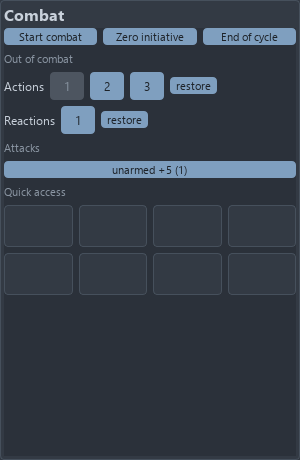 Combat
Start combat Zero initiative End of cycle
Out of combat
Actions 1 2 3 restore
Reactions 1 restore
Attacks
unarmed +5 (1)
Quick access